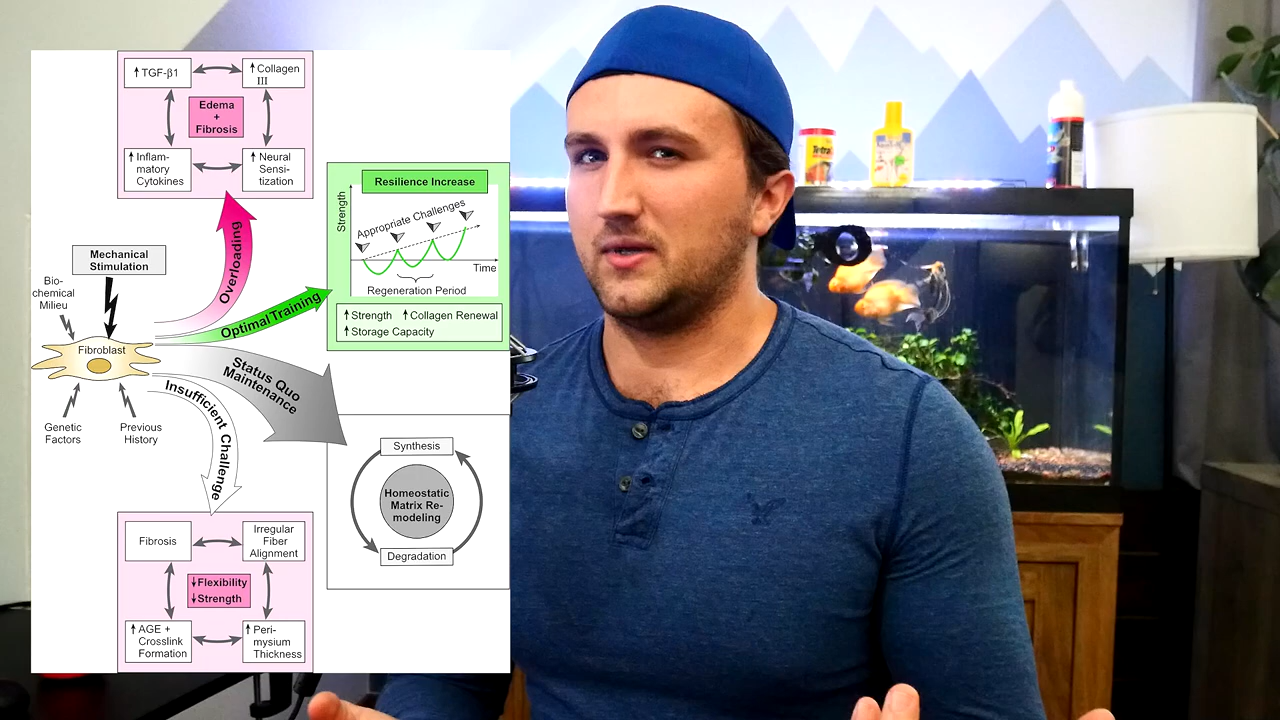 ↑TGF-β1
↑Collagen
III
Edema
+
Fibrosis
↑Inflam-
matory
Cytokines
↑Neural
Sensi-
tization
Overloading
Mechanical
Stimulation
Bio-
chemical
Milieu
Fibroblast
Genetic
Factors
Previous
History
Optimal Training
Resilience Increase
Strength
Appropriate Challenges
Time
Regeneration Period
↑Strength ↑Collagen Renewal
↑Storage Capacity
Status Quo
Maintenance
Synthesis
Homeostatic
Matrix Re-
modeling
Degradation
Insufficient Challenge
Fibrosis
Irregular
Fiber
Alignment
↓Flexibility
↓Strength
↑AGE +
Crosslink
Formation
↑Peri-
mysium
Thickness
Tetra